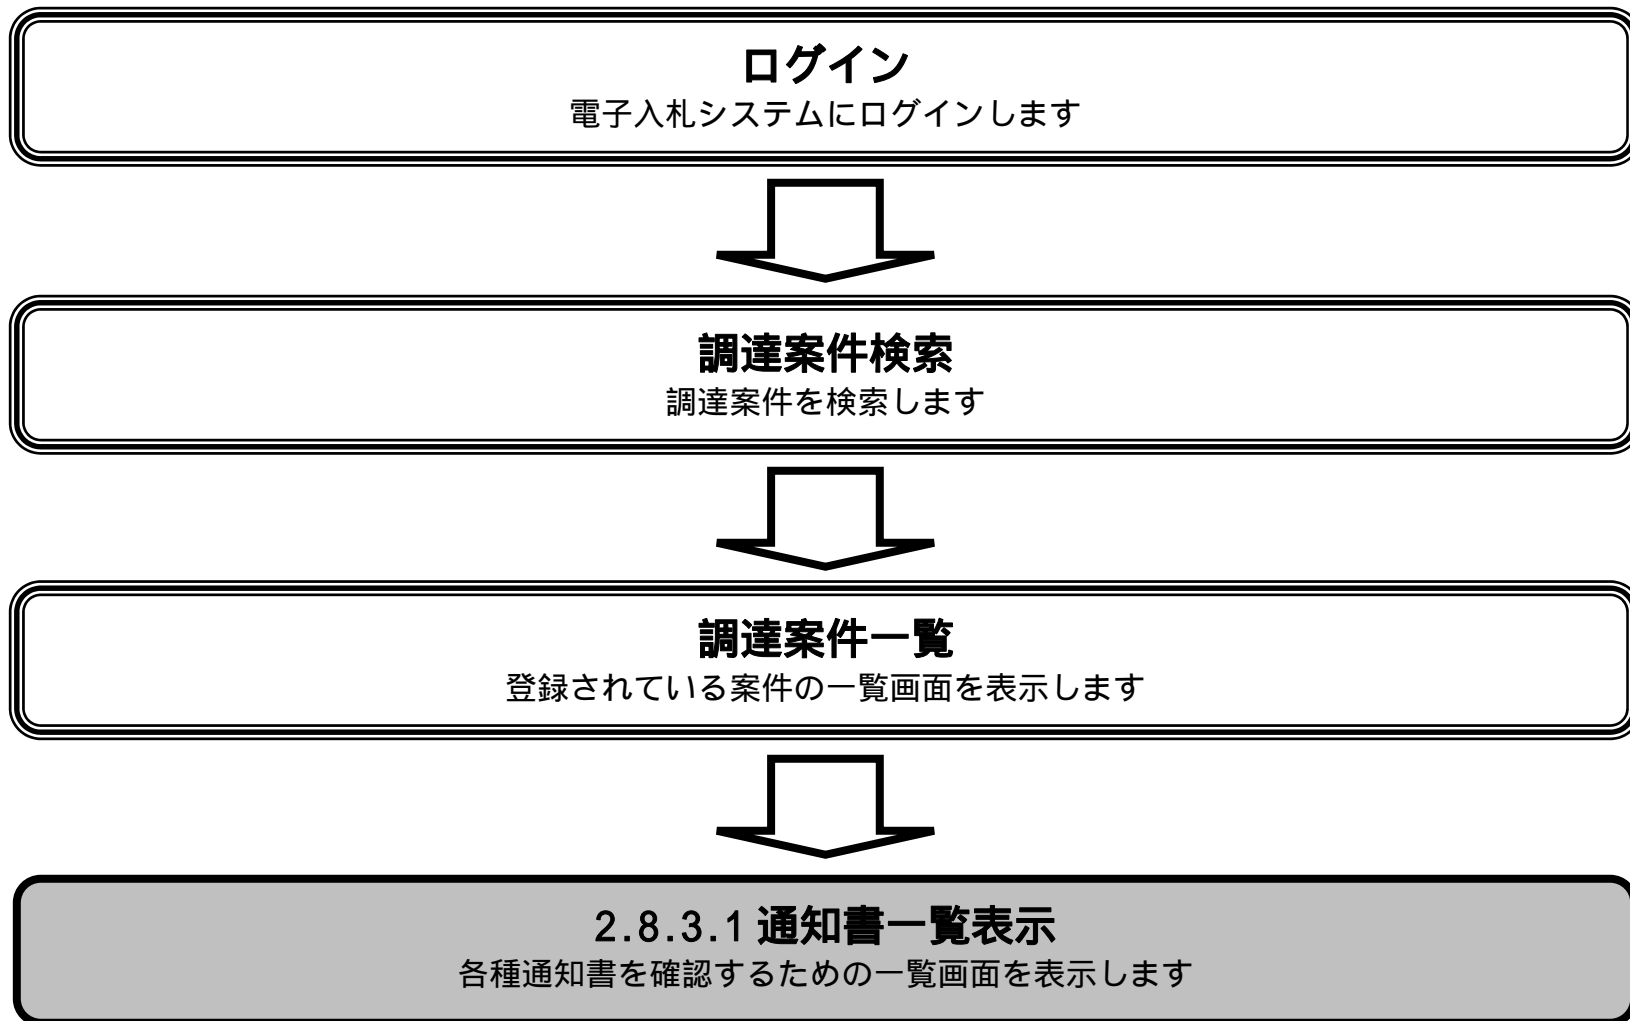 ログイン
電子入札システムにログインします
調達案件検索
調達案件を検索します
調達案件一覧
登録されている案件の一覧画面を表示します
2.8.3.1 通知書一覧表示
各種通知書を確認するための一覧画面を表示します